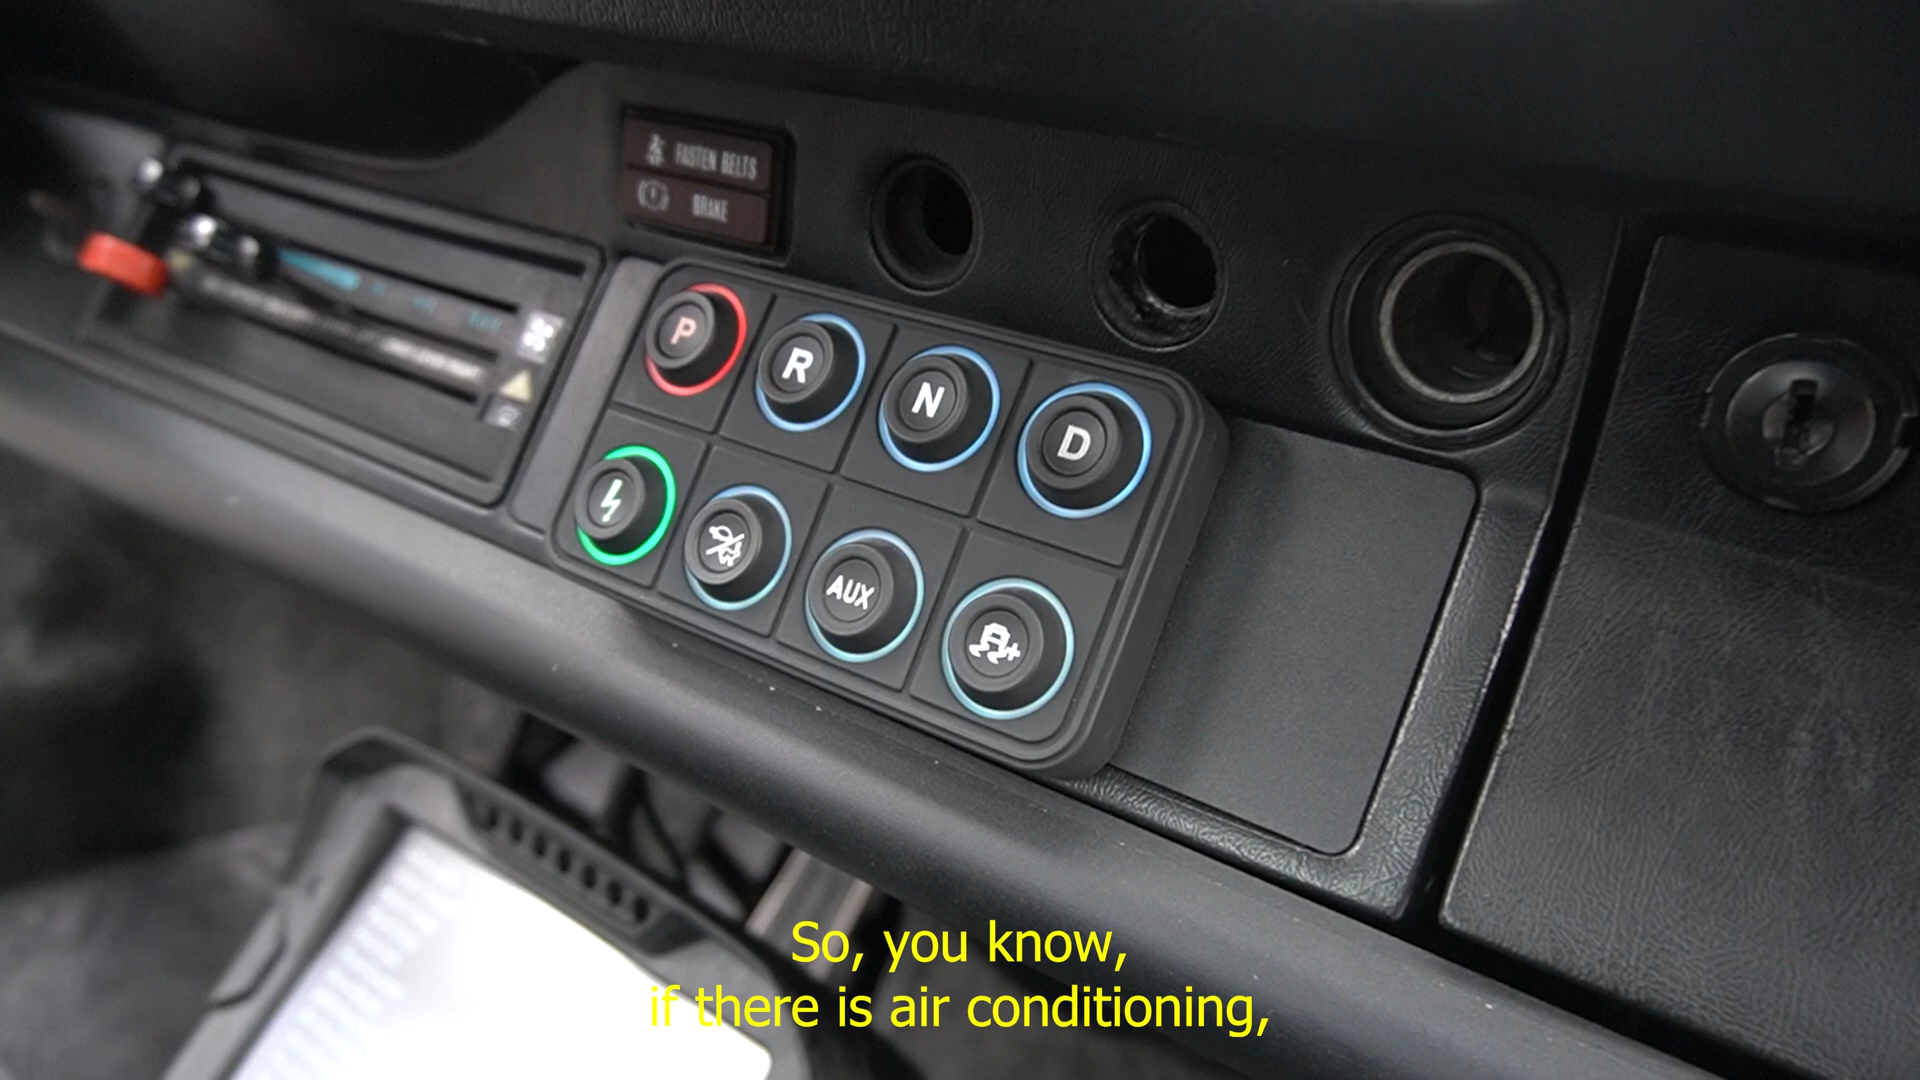 FASTEN BELTS
BRAKE
P
R
N
D
AUX
So, you know,
if there is air conditioning,